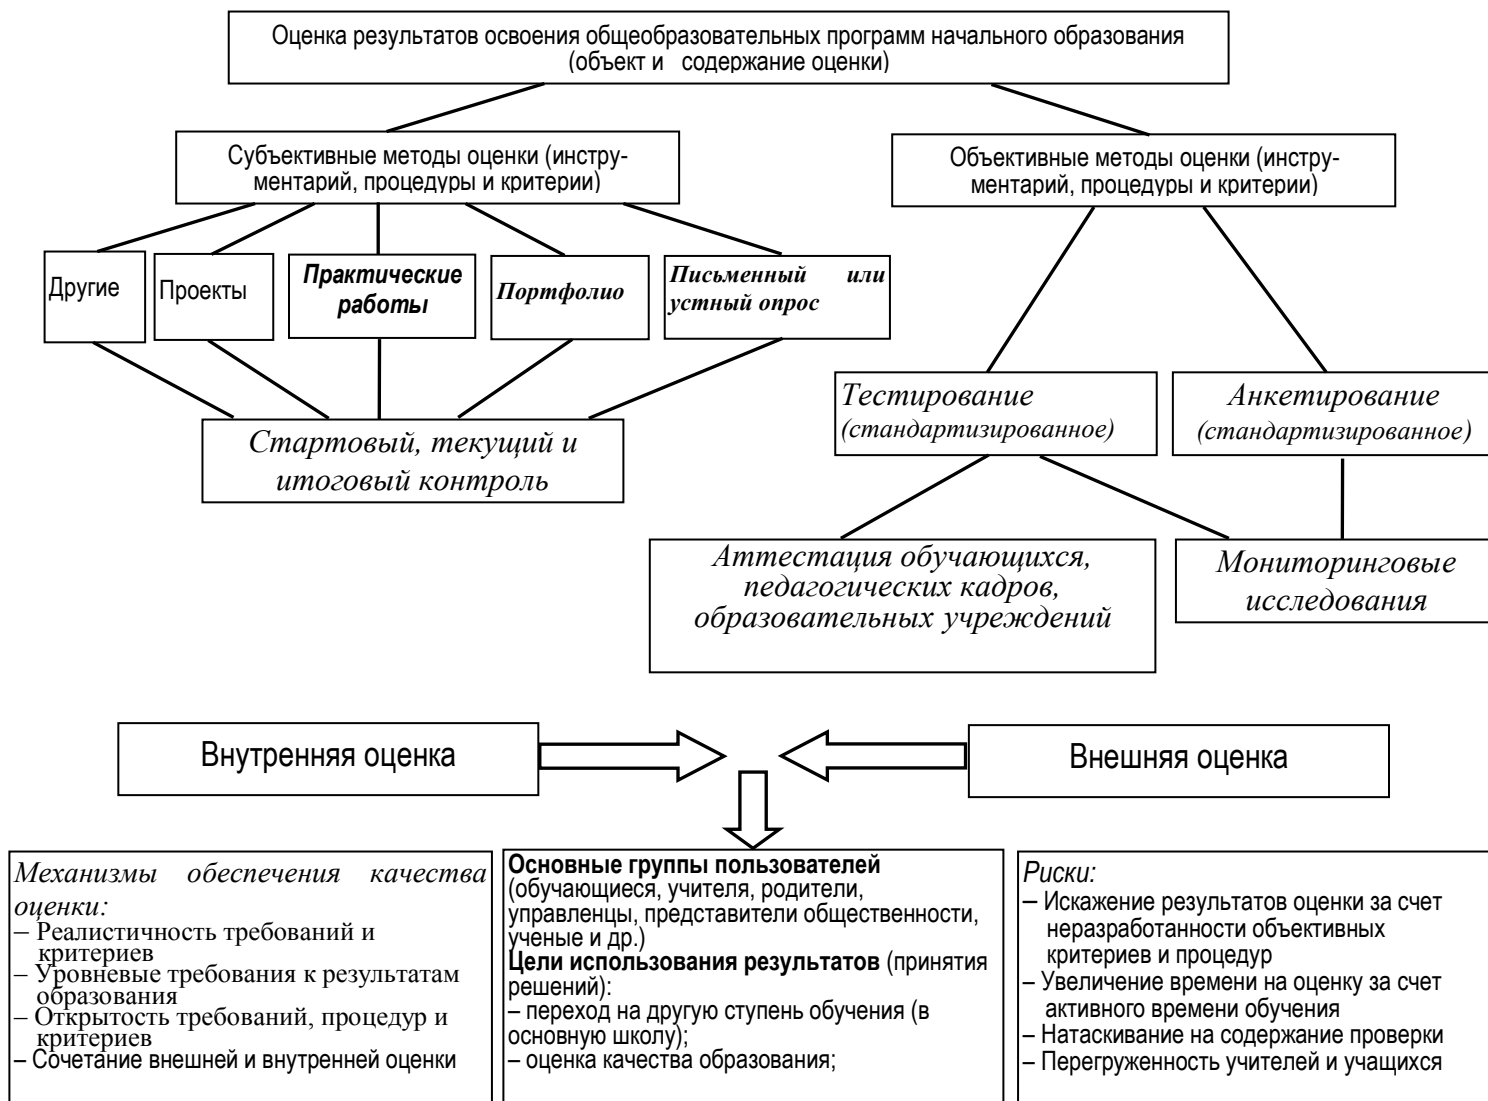 Оценка результатов освоения общеобразовательных программ начального образования
(объект и содержание оценки)
Субъективные методы оценки (инстру-
ментарий, процедуры и критерии)
Объективные методы оценки (инстру-
ментарий, процедуры и критерии)
Другие
Проекты
Практические
работы
Портфолио
Письменный или
устный опрос
Тестирование
(стандартизированное)
Анкетирование
(стандартизированное)
Стартовый, текущий и
итоговый контроль
Аттестация обучающихся,
педагогических кадров,
образовательных учреждений
Мониторинговые
исследования
Внутренняя оценка
Внешняя оценка
Механизмы обеспечения качества
оценки:
– Реалистичность требований и
критериев
– Уровневые требования к результатам
образования
– Открытость требований, процедур и
критериев
– Сочетание внешней и внутренней оценки
Основные группы пользователей
(обучающиеся, учителя, родители,
управленцы, представители общественности,
ученые и др.)
Цели использования результатов (принятия
решений):
– переход на другую ступень обучения (в
основную школу);
– оценка качества образования;
Риски:
– Искажение результатов оценки за счет
неразработанности объективных
критериев и процедур
– Увеличение времени на оценку за счет
активного времени обучения
– Натаскивание на содержание проверки
– Перегруженность учителей и учащихся